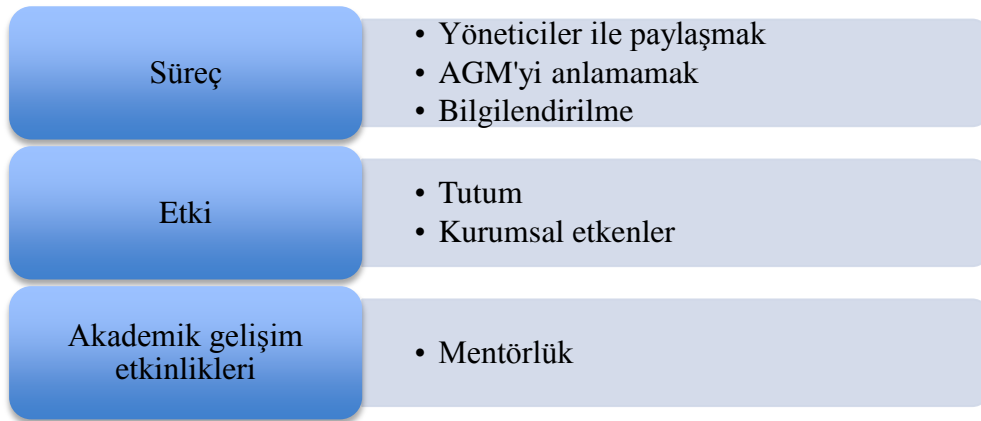 Süreç
• Yöneticiler ile paylaşmak
• AGM'yi anlamamak
• Bilgilendirilme
Etki
• Tutum
• Kurumsal etkenler
Akademik gelişim
etkinlikleri
• Mentörlük